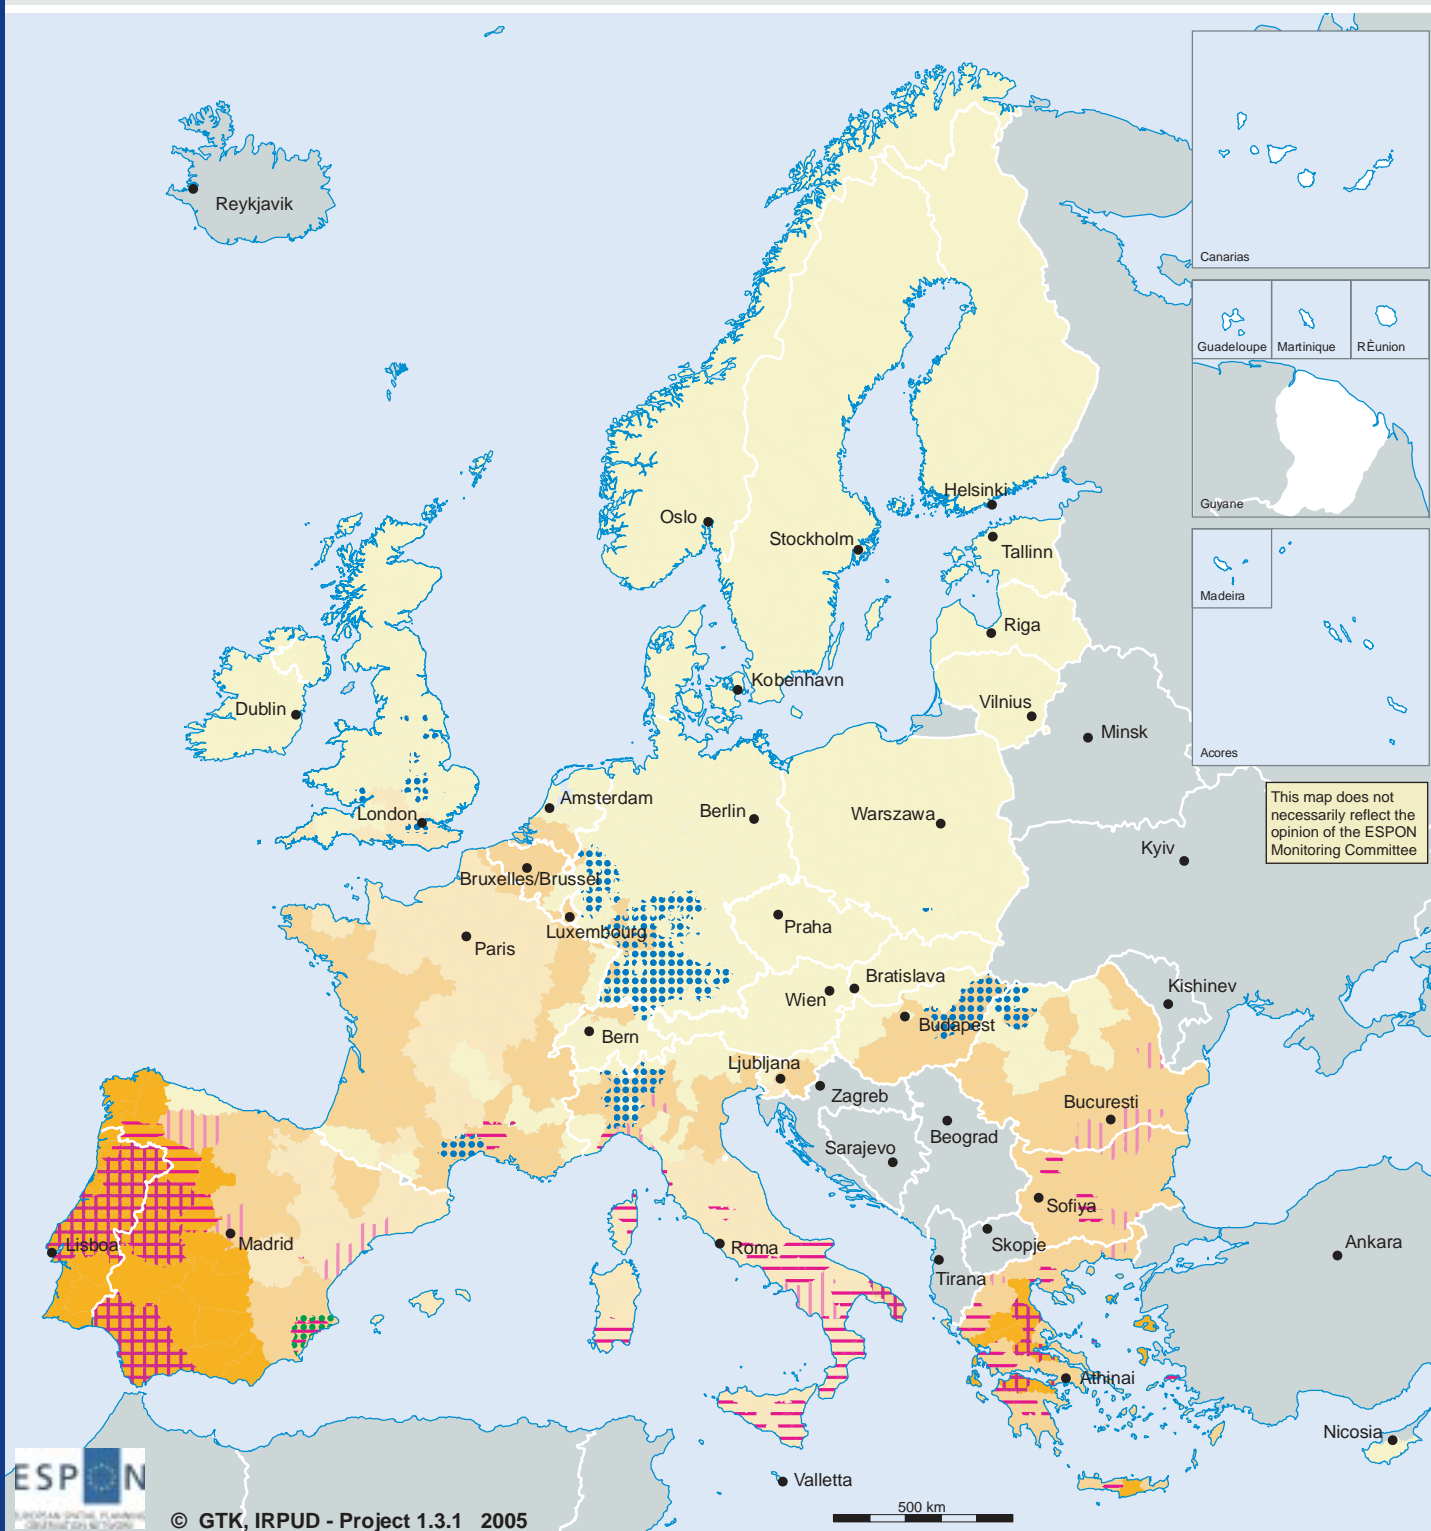 Reykjavik
Canarias
Guadeloupe
Martinique
RÈunion
Guyane
Helsinki
Oslo
Stockholm
Tallinn
Madeira
Riga
Kobenhavn
Dublin
Vilnius
Minsk
Acores
This map does not
necessarily reflect the
opinion of the ESPON
Monitoring Committee
Amsterdam
London
Berlin
Warszawa
Kyiv
Bruxelles/Brussel
Luxembourg
Praha
Paris
Bratislava
Wien
Kishinev
Budapest
Bern
Ljubljana
Zagreb
Bucuresti
Beograd
Sarajevo
Sofiya
Lisboa
Madrid
Roma
Skopje
Ankara
Tirana
Athinai
Nicosia
Valletta
ESPON
500 km
© GTK, IRPUD - Project 1.3.1 2005